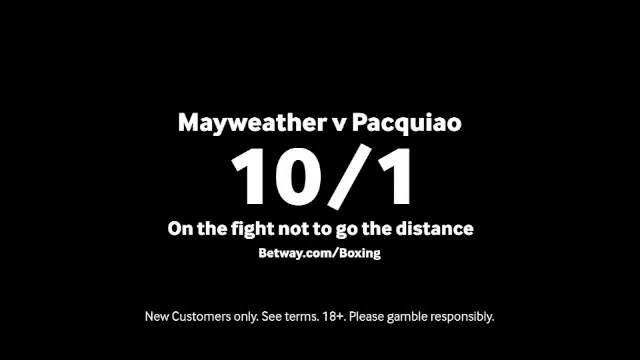 Mayweather v Pacquiao
10/1
On the fight not to go the distance
Betway.com/Boxing
New Customers only. See terms. 18+. Please gamble responsibly.